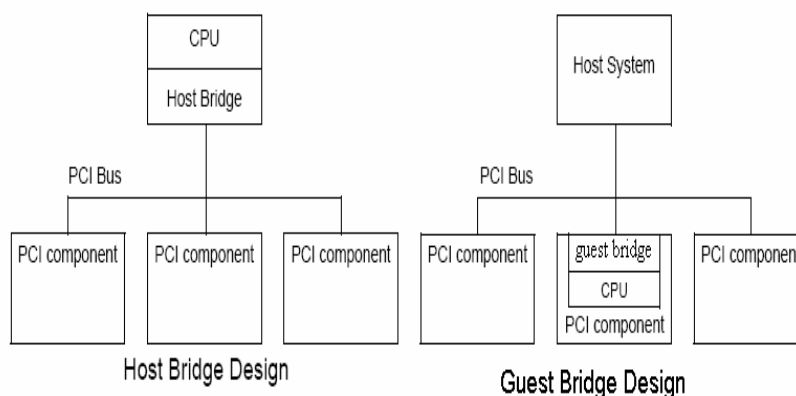 CPU
Host Bridge
PCI Bus
PCI component
PCI component
PCI component
Host Bridge Design
Host System
PCI Bus
PCI component
guest bridge
CPU
PCI component
PCI component
Guest Bridge Design